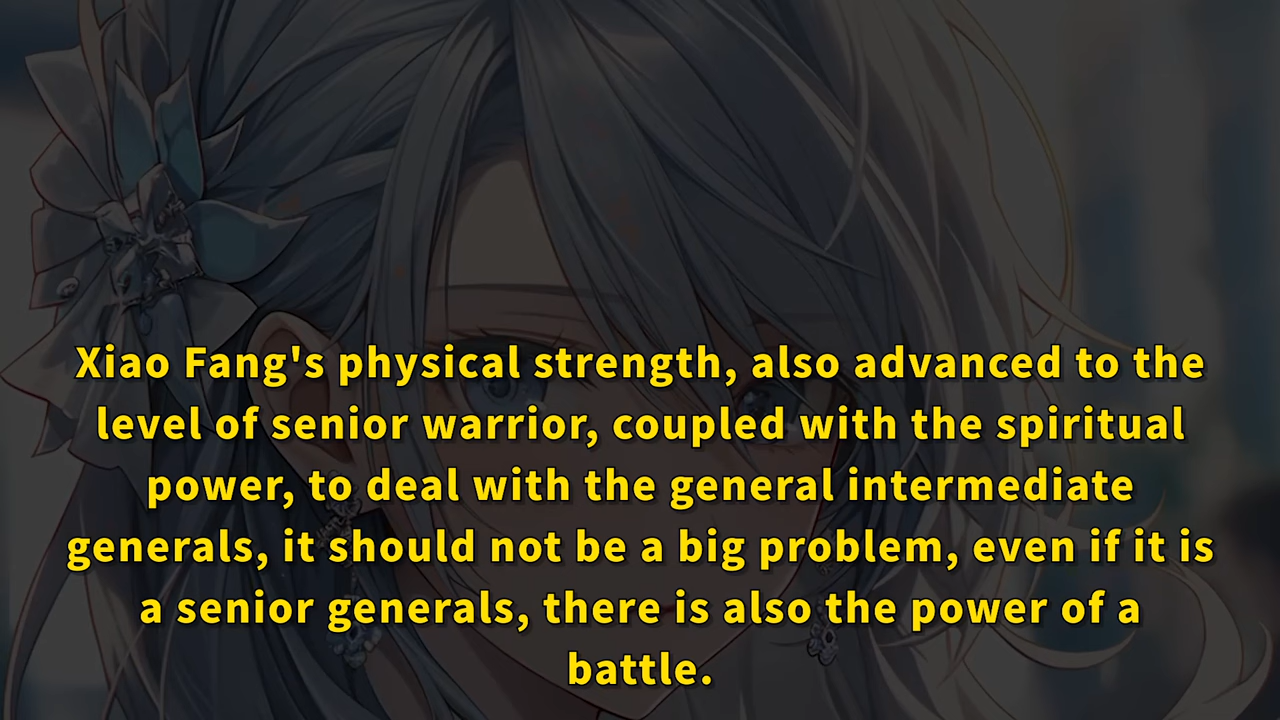 Xiao Fang's physical strength, also advanced to the
level of senior warrior, coupled with the spiritual
power, to deal with the general intermediate
generals, it should not be a big problem, even if it is
a senior generals, there is also the power of a
battle.